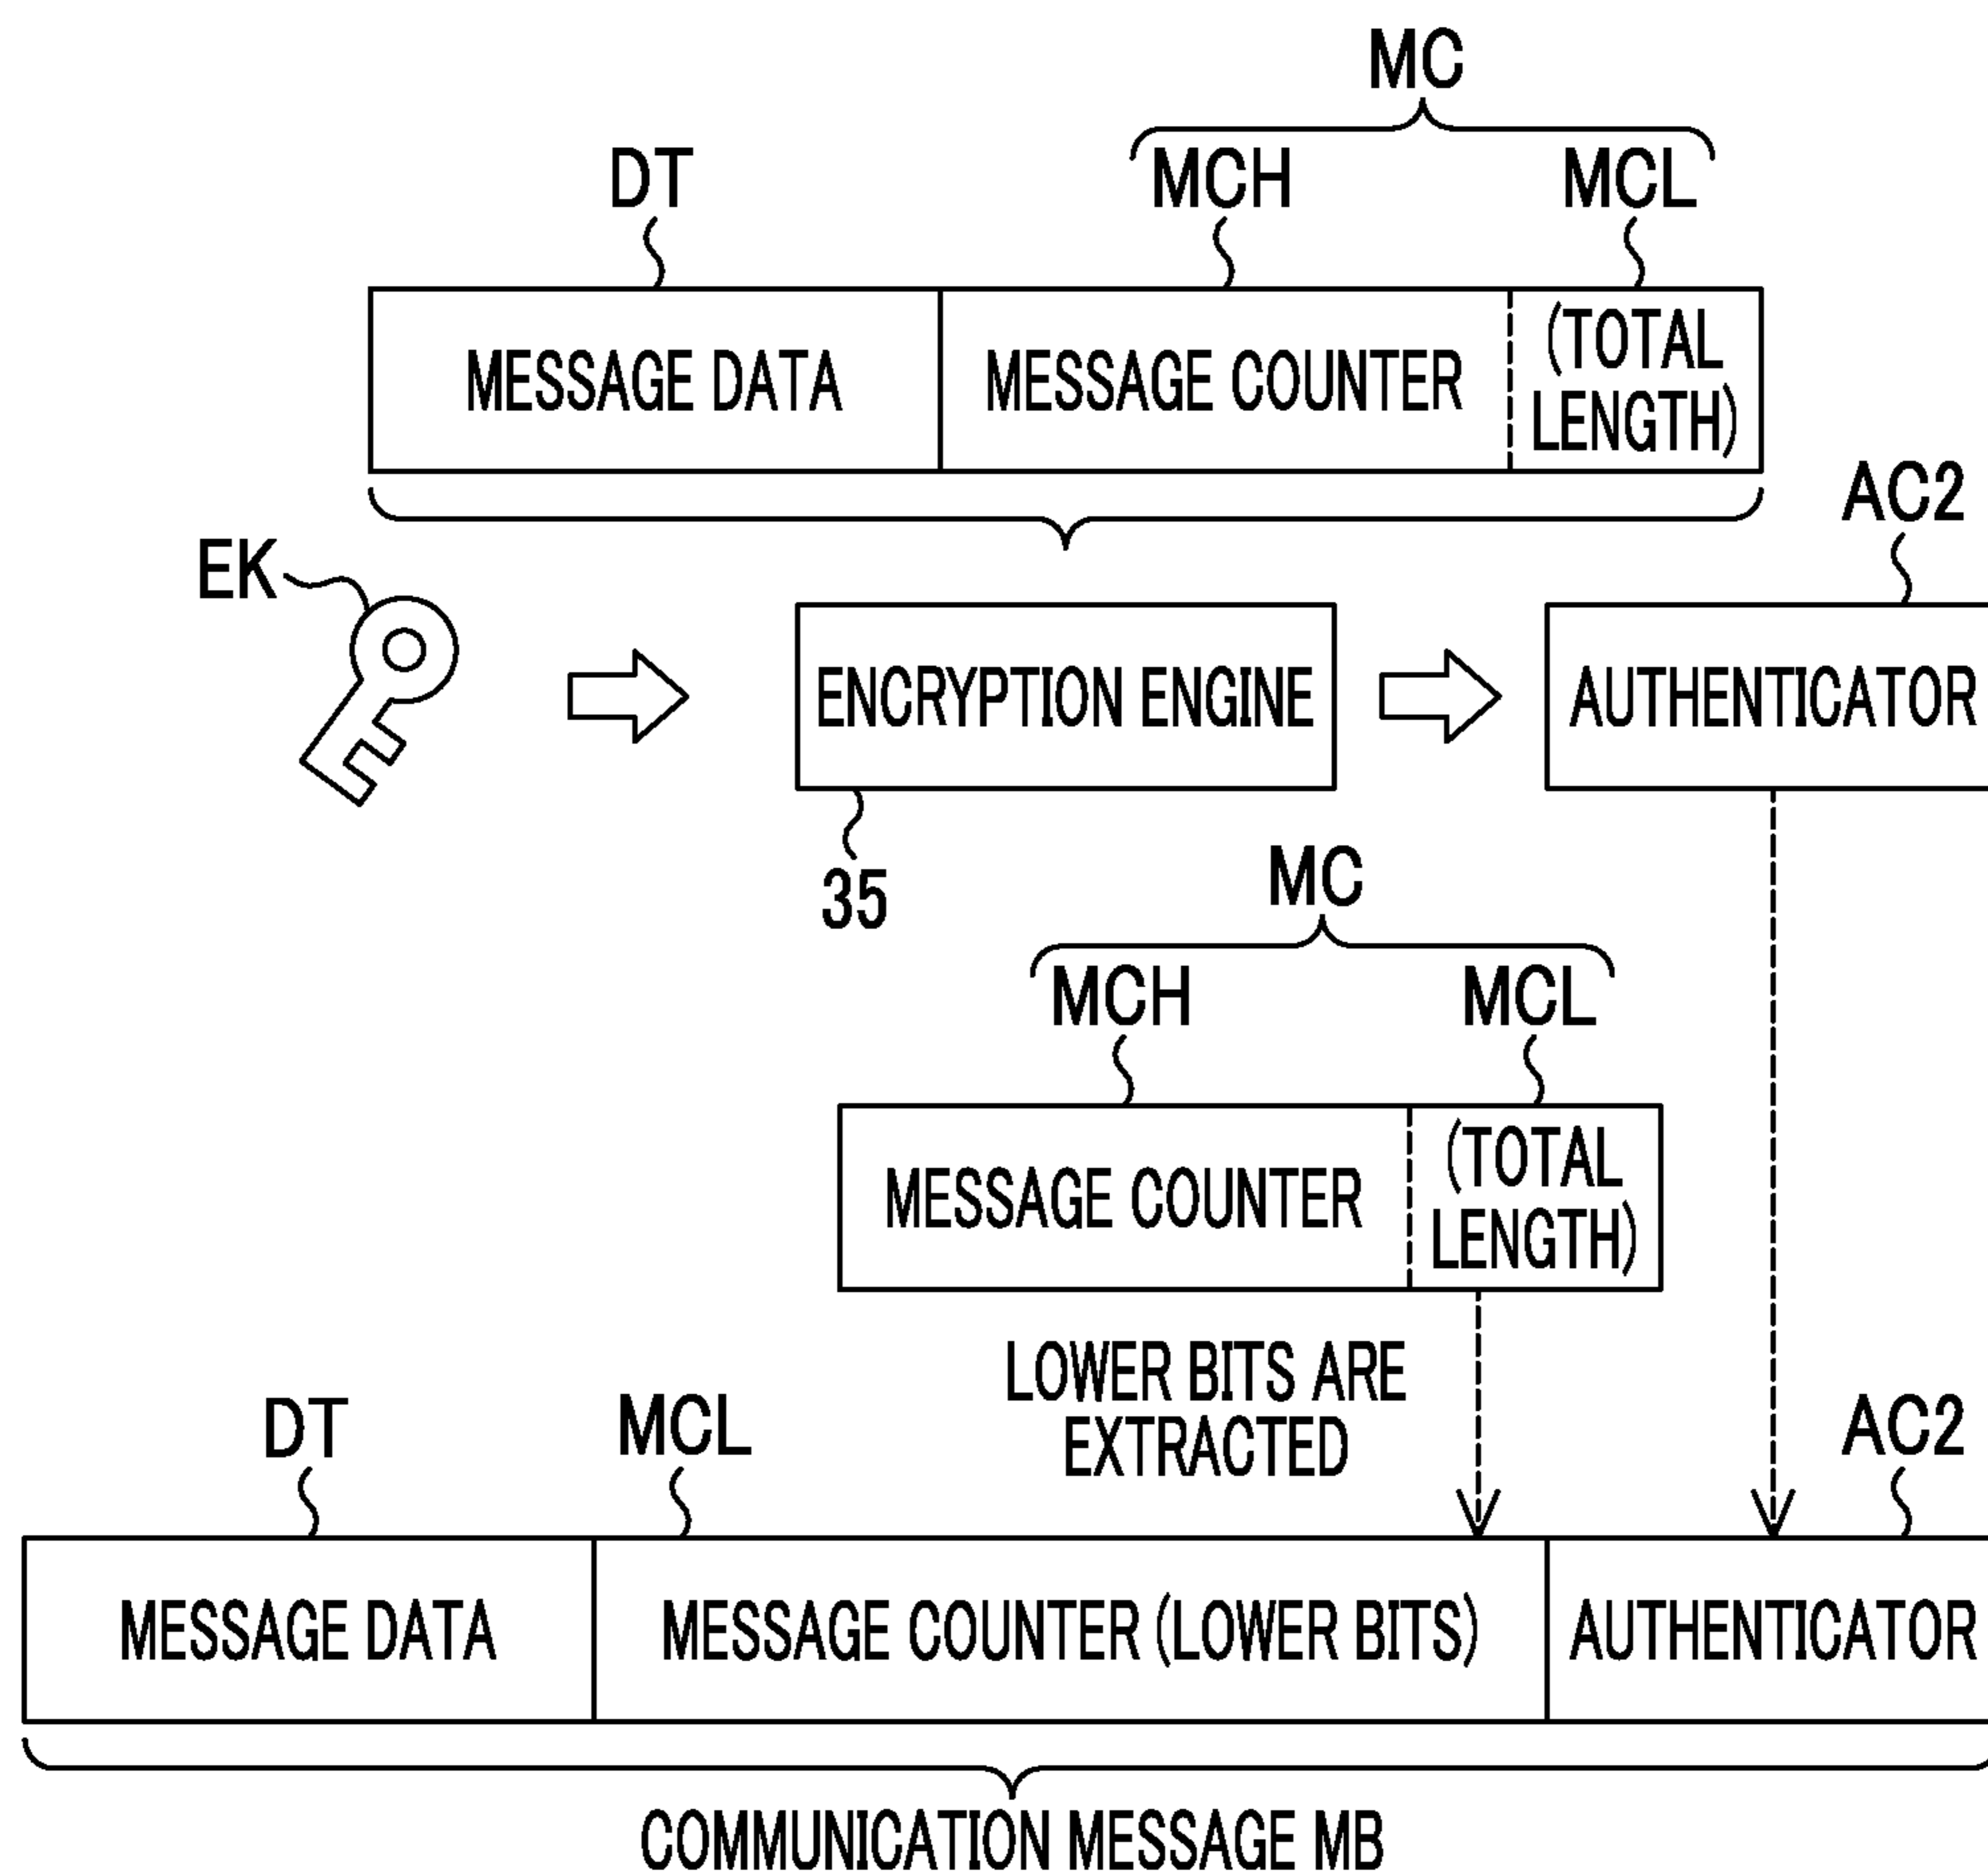 MC
DT MCH MCL
MESSAGE DATA MESSAGE COUNTER (TOTAL
LENGTH)
AC2
EK
ENCRYPTION ENGINE AUTHENTICATOR
35
MC
MCH MCL
MESSAGE COUNTER (TOTAL
LENGTH)
LOWER BITS ARE
EXTRACTED
DT MCL AC2
MESSAGE DATA MESSAGE COUNTER (LOWER BITS) AUTHENTICATOR
COMMUNICATION MESSAGE MB